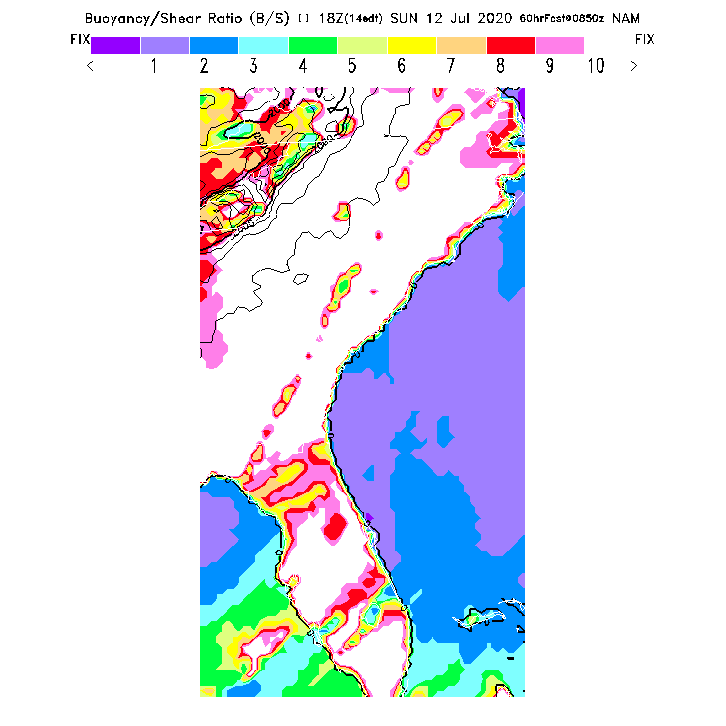 Buoyancy/Shear Ratio (B/S) [] 18Z(14edt) SUN 12 Jul 2020 60hrFcst@0850z NAM
FIX FIX
< 1 2 3 4 5 6 7 8 9 10 >